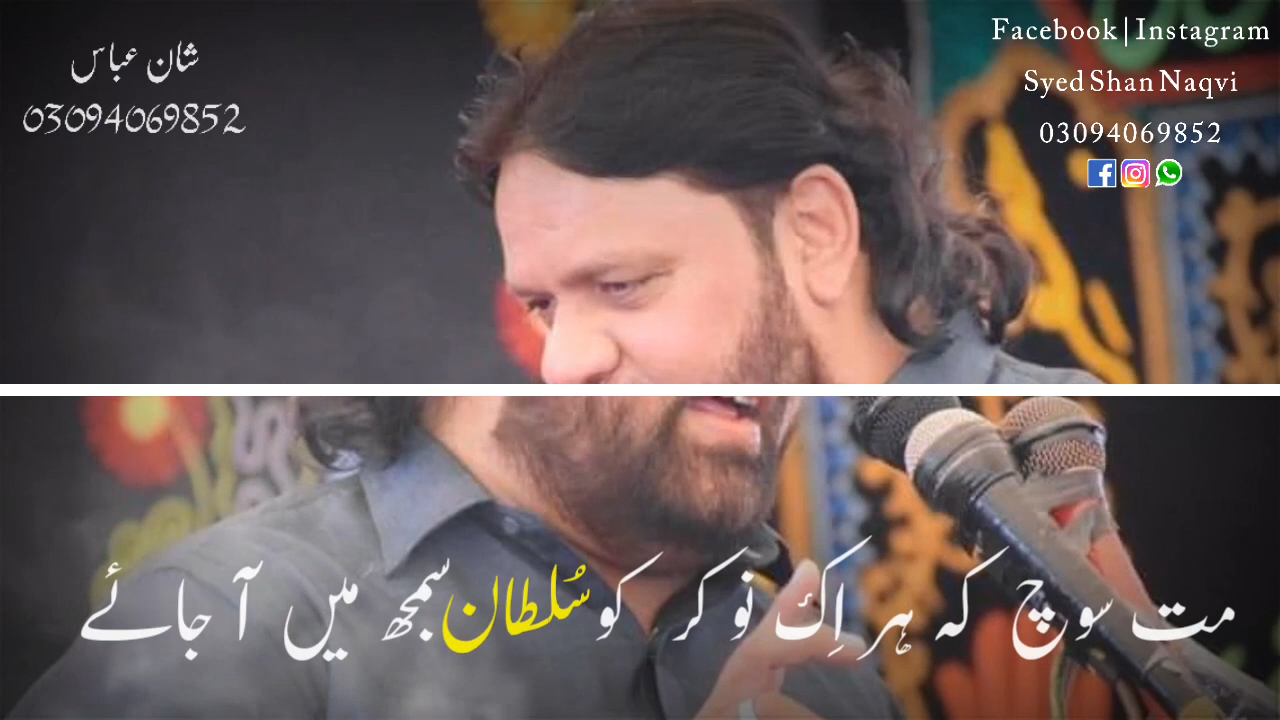 شان عباس
03094069852
Facebook | Instagram
Syed Shan Naqvi
03094069852
مت سوچ کہ ہر اِک نوکر کو سُلطان سمجھ میں آ جائے